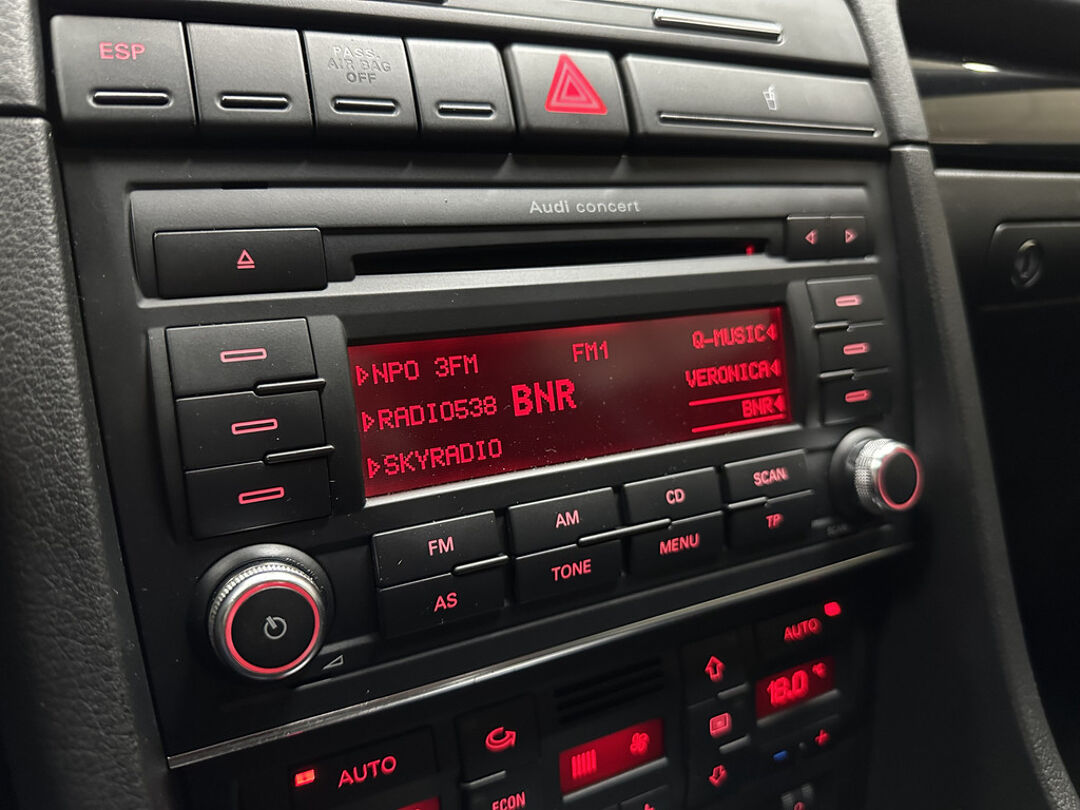 ESP
PASS.
AIR BAG
OFF
Audi concert
NPO 3FM
FM1
Q-MUSIC
RADIO538
BNR
VERONICA
SKYRADIO
BNR
FM
AM
CD
SCAN
AS
TONE
MENU
TP
SCAN
AUTO
18.0 °C
AUTO
ECON